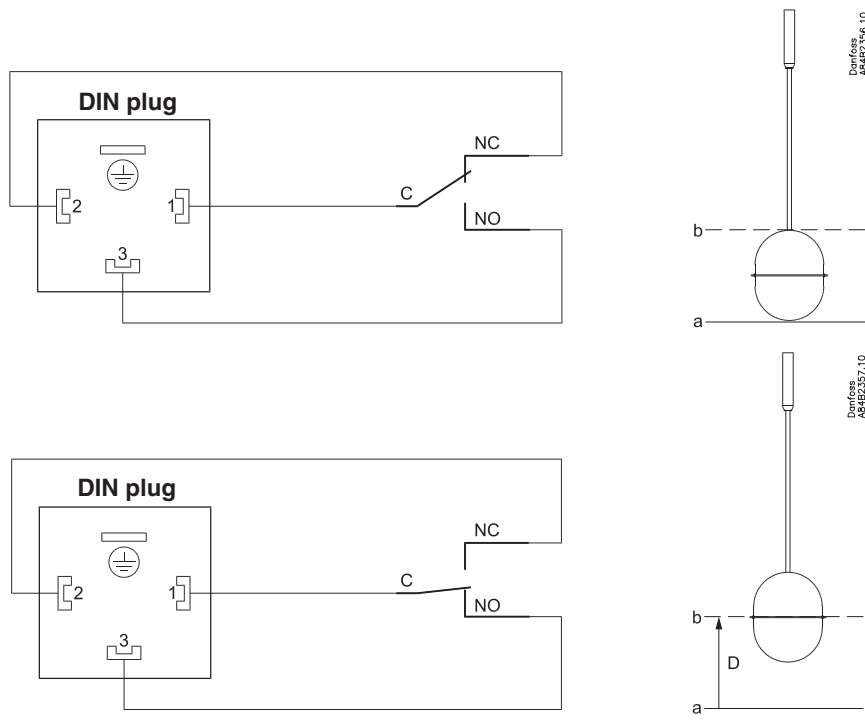 DIN plug
2
1
3
C
NC
NO
b
a
Danfoss
A84B2356.10
DIN plug
2
1
3
C
NC
NO
b
D
a
Danfoss
A84B2357.10